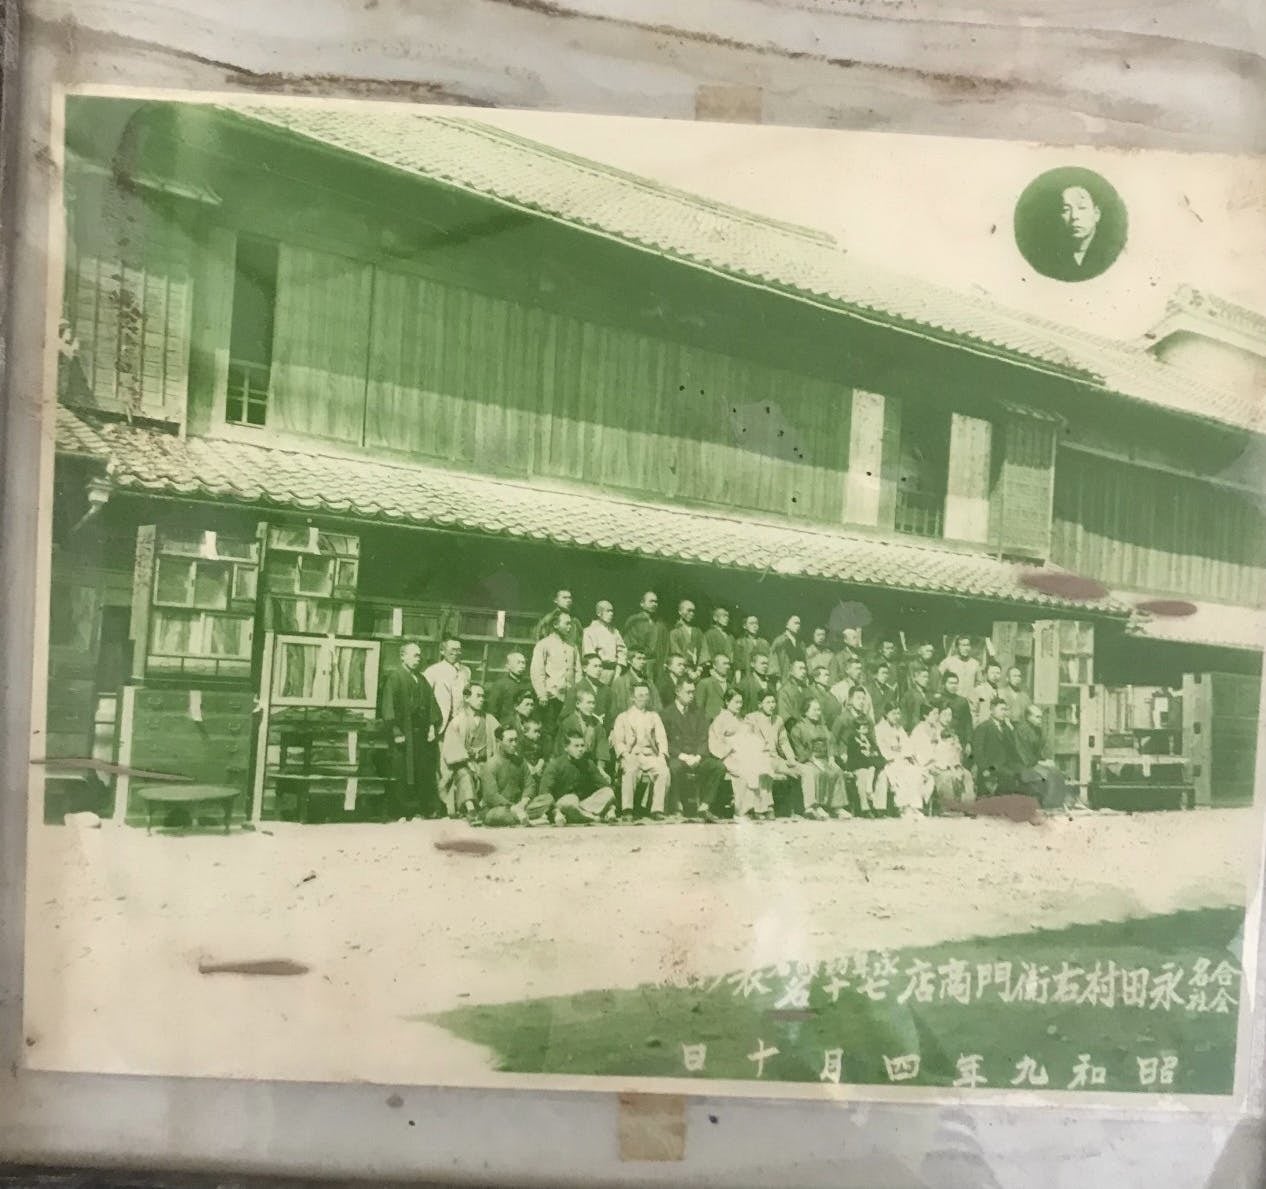 合名会社 永田村右衛門商店 七十名 表
昭和九年四月十日